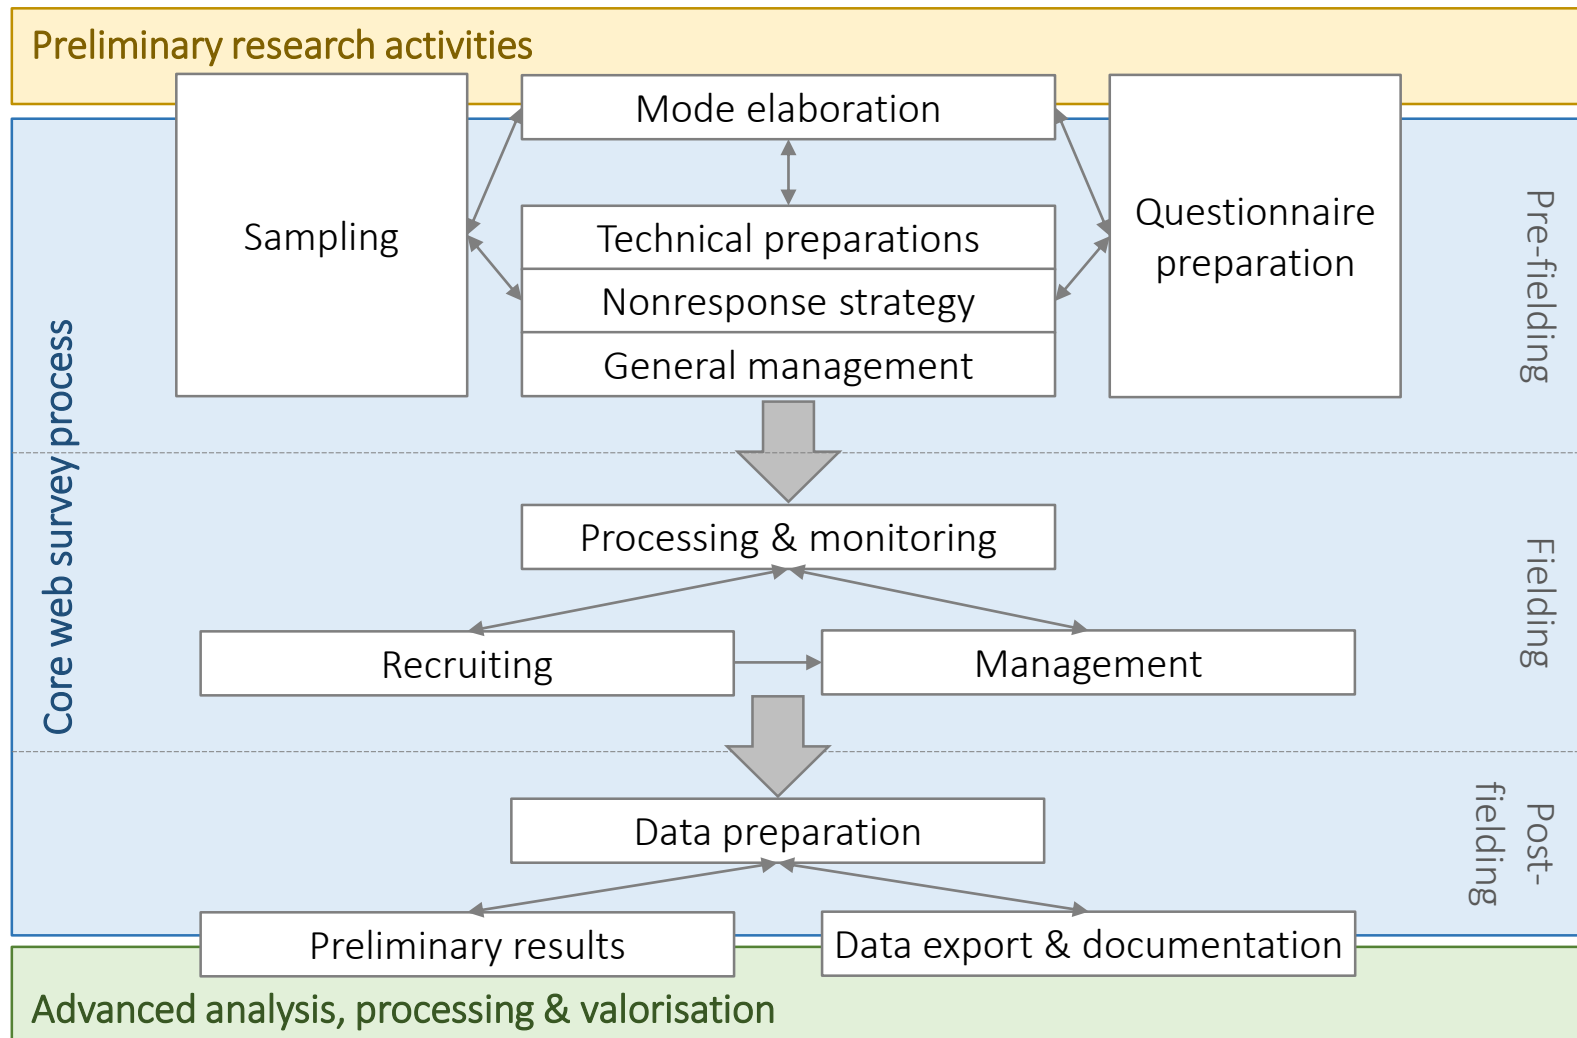 Preliminary research activities
Mode elaboration
Sampling
Technical preparations
Nonresponse strategy
General management
Questionnaire
preparation
Pre-fielding
Core web survey process
Processing & monitoring
Recruiting
Management
Fielding
Data preparation
Post-
fielding
Preliminary results
Data export & documentation
Advanced analysis, processing & valorisation